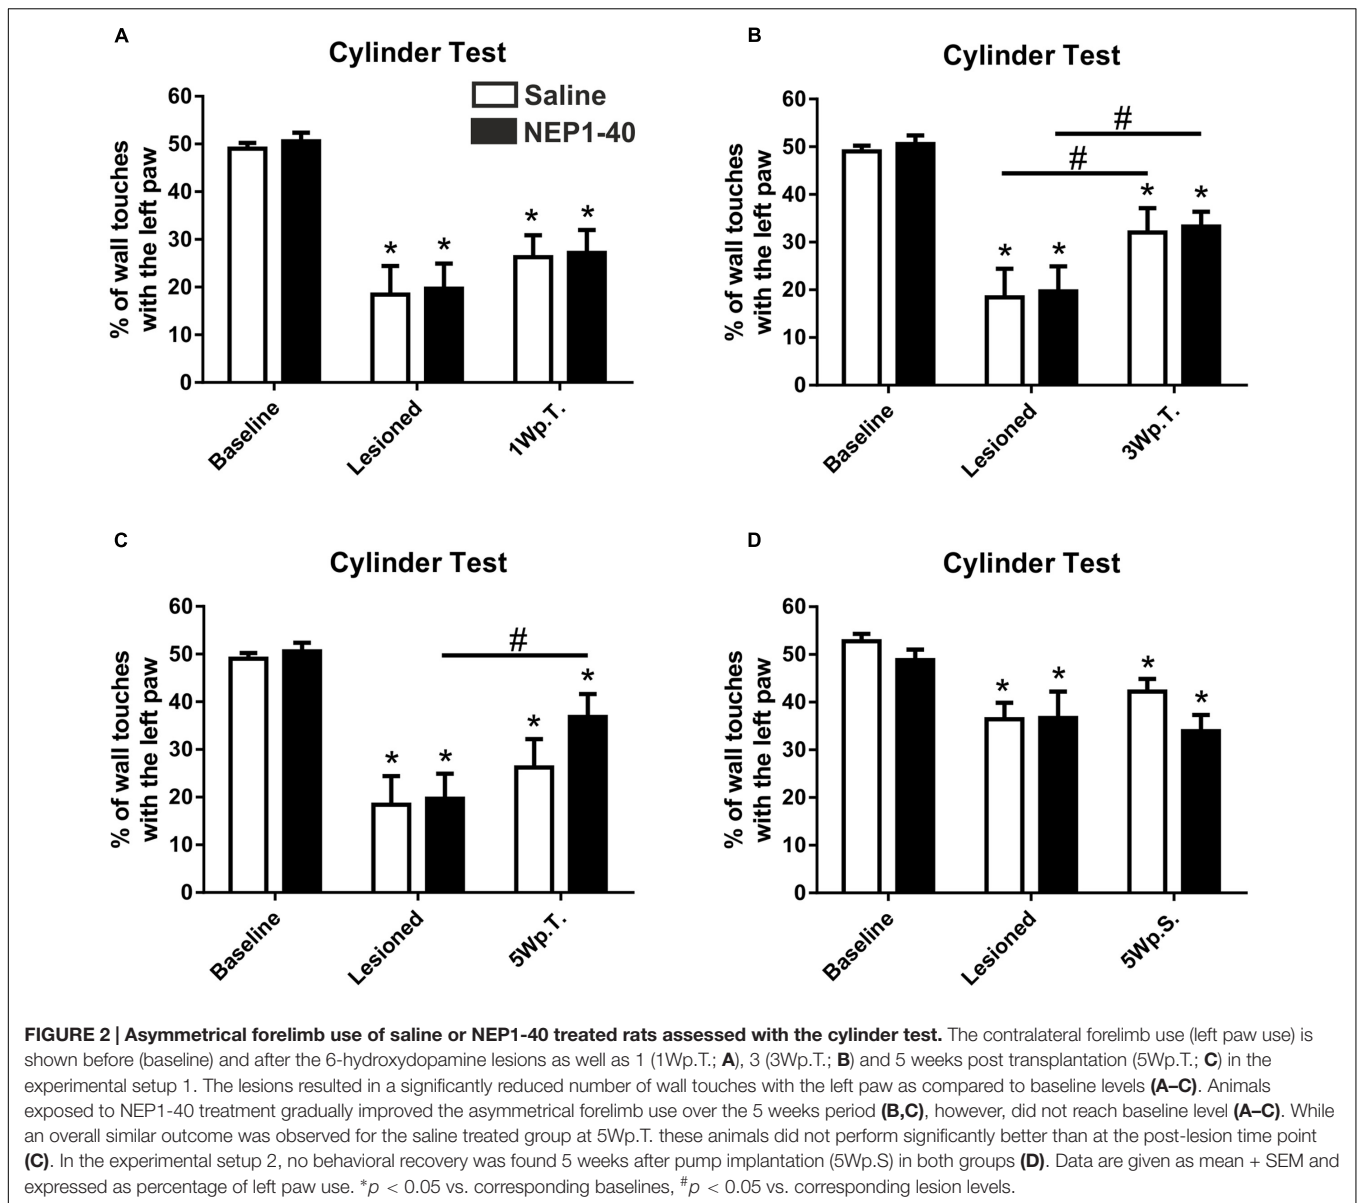 A
Cylinder Test
Saline
NEP1-40
% of wall touches
with the left paw
60
50
40
30
20
10
0
*
*
*
*
Baseline
Lesioned
1Wp.T.
B
Cylinder Test
% of wall touches
with the left paw
60
50
40
30
20
10
0
#
#
*
*
*
*
Baseline
Lesioned
3Wp.T.
C
Cylinder Test
% of wall touches
with the left paw
60
50
40
30
20
10
0
#
*
*
*
*
Baseline
Lesioned
5Wp.T.
D
Cylinder Test
% of wall touches
with the left paw
60
50
40
30
20
10
0
*
*
*
*
Baseline
Lesioned
5Wp.S.
FIGURE 2 | Asymmetrical forelimb use of saline or NEP1-40 treated rats assessed with the cylinder test. The contralateral forelimb use (left paw use) is
shown before (baseline) and after the 6-hydroxydopamine lesions as well as 1 (1Wp.T.; A), 3 (3Wp.T.; B) and 5 weeks post transplantation (5Wp.T.; C) in the
experimental setup 1. The lesions resulted in a significantly reduced number of wall touches with the left paw as compared to baseline levels (A–C). Animals
exposed to NEP1-40 treatment gradually improved the asymmetrical forelimb use over the 5 weeks period (B,C), however, did not reach baseline level (A–C). While
an overall similar outcome was observed for the saline treated group at 5Wp.T. these animals did not perform significantly better than at the post-lesion time point
(C). In the experimental setup 2, no behavioral recovery was found 5 weeks after pump implantation (5Wp.S) in both groups (D). Data are given as mean + SEM and
expressed as percentage of left paw use. *p < 0.05 vs. corresponding baselines, #p < 0.05 vs. corresponding lesion levels.